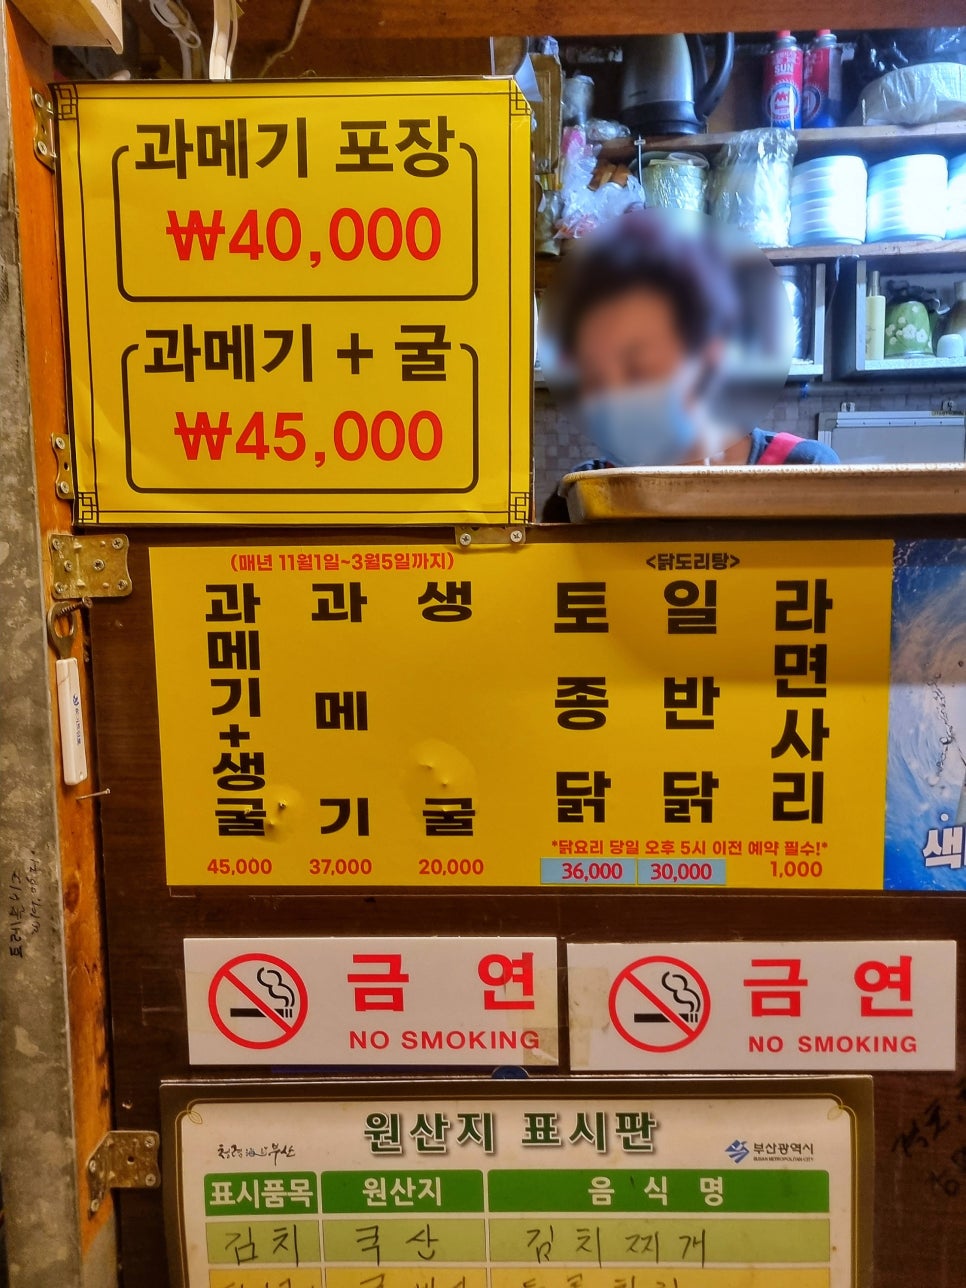 과메기 포장
₩40,000
과메기 + 굴
₩45,000
SUN
(매년 11월1일~3월5일까지)
<닭도리탕>
과메기+생굴
과메기
생굴
토종닭
일반닭
라면사리
*닭요리 당일 오후 5시 이전 예약 필수!*
45,000 37,000 20,000 36,000 30,000 1,000
색
금연
NO SMOKING
금연
NO SMOKING
원산지 표시판
부산광역시
BUSAN METROPOLITAN CITY
표시품목 원산지 음식명
김치 국산 김치찌개